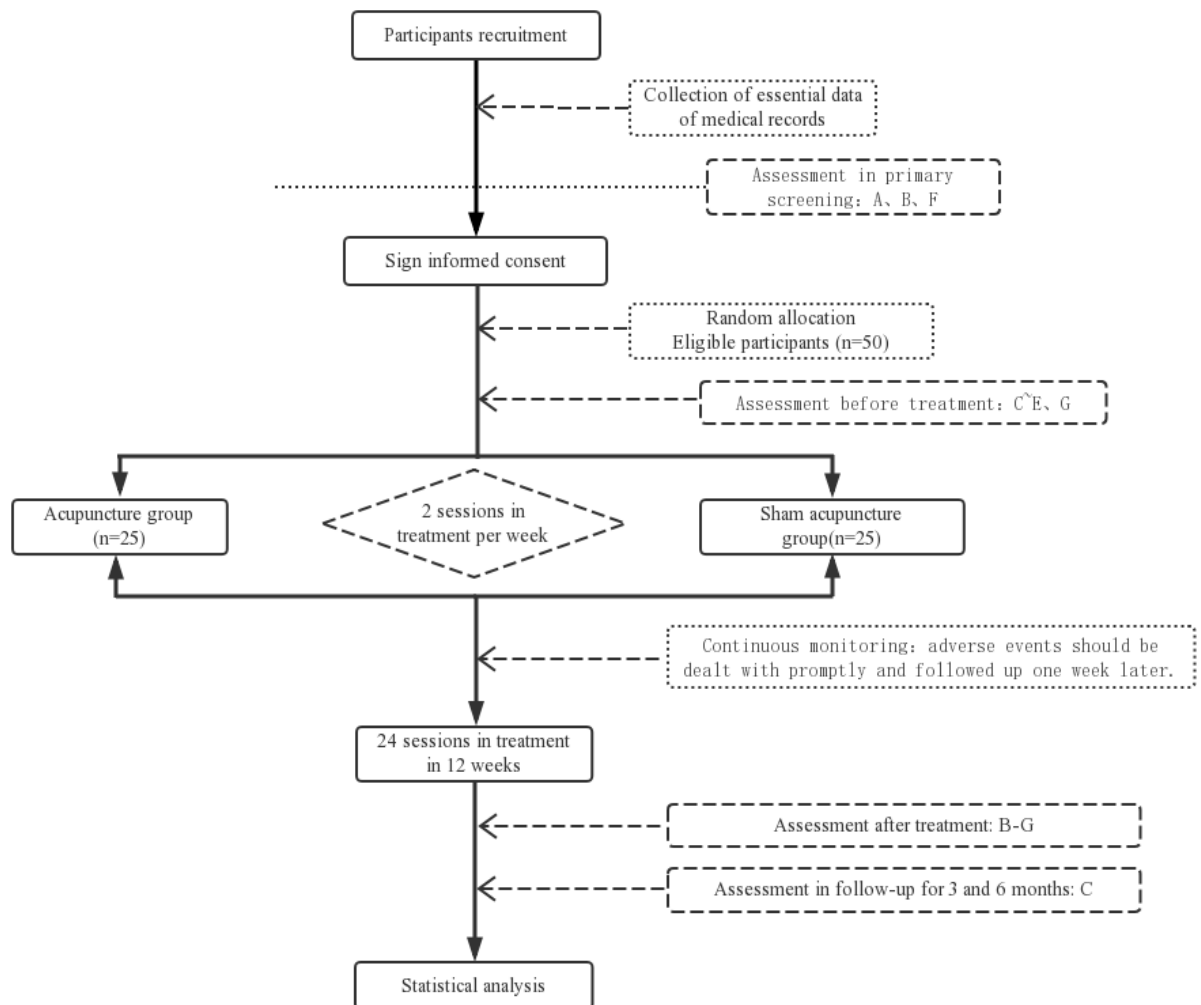 Participants recruitment
Collection of essential data
of medical records
Assessment in primary
screening：A、B、F
Sign informed consent
Random allocation
Eligible participants (n=50)
Assessment before treatment：C~E、G
Acupuncture group
(n=25)
2 sessions in
treatment per week
Sham acupuncture
group(n=25)
Continuous monitoring：adverse events should be
dealt with promptly and followed up one week later.
24 sessions in treatment
in 12 weeks
Assessment after treatment: B-G
Assessment in follow-up for 3 and 6 months: C
Statistical analysis